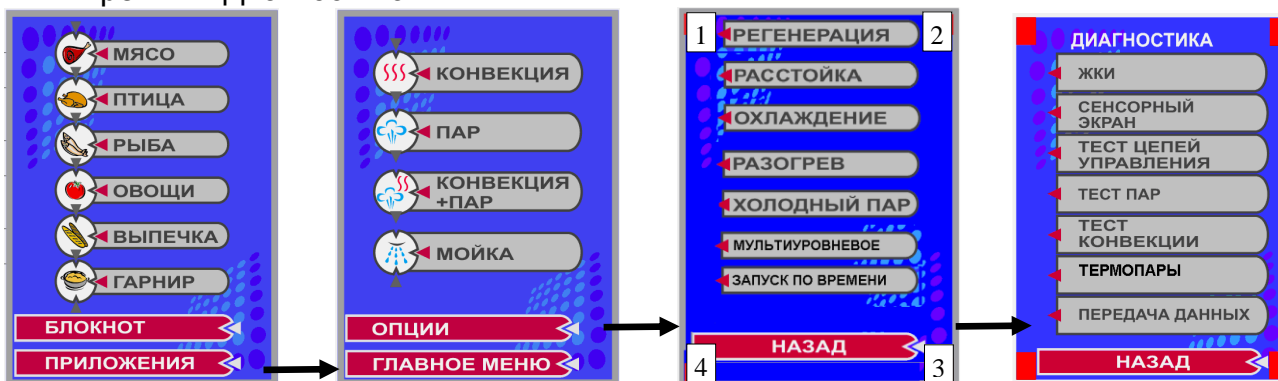 МЯСО
ПТИЦА
РЫБА
ОВОЩИ
ВЫПЕЧКА
ГАРНИР
БЛОКНОТ
ПРИЛОЖЕНИЯ
КОНВЕКЦИЯ
ПАР
КОНВЕКЦИЯ
+ПАР
МОЙКА
ОПЦИИ
ГЛАВНОЕ МЕНЮ
1
2
РЕГЕНЕРАЦИЯ
РАССТОЙКА
ОХЛАЖДЕНИЕ
РАЗОГРЕВ
ХОЛОДНЫЙ ПАР
МУЛЬТИУРОВНЕВОЕ
ЗАПУСК ПО ВРЕМЕНИ
НАЗАД
4
3
ДИАГНОСТИКА
ЖКИ
СЕНСОРНЫЙ
ЭКРАН
ТЕСТ ЦЕПЕЙ
УПРАВЛЕНИЯ
ТЕСТ ПАР
ТЕСТ
КОНВЕКЦИИ
ТЕРМОПАРЫ
ПЕРЕДАЧА ДАННЫХ
НАЗАД